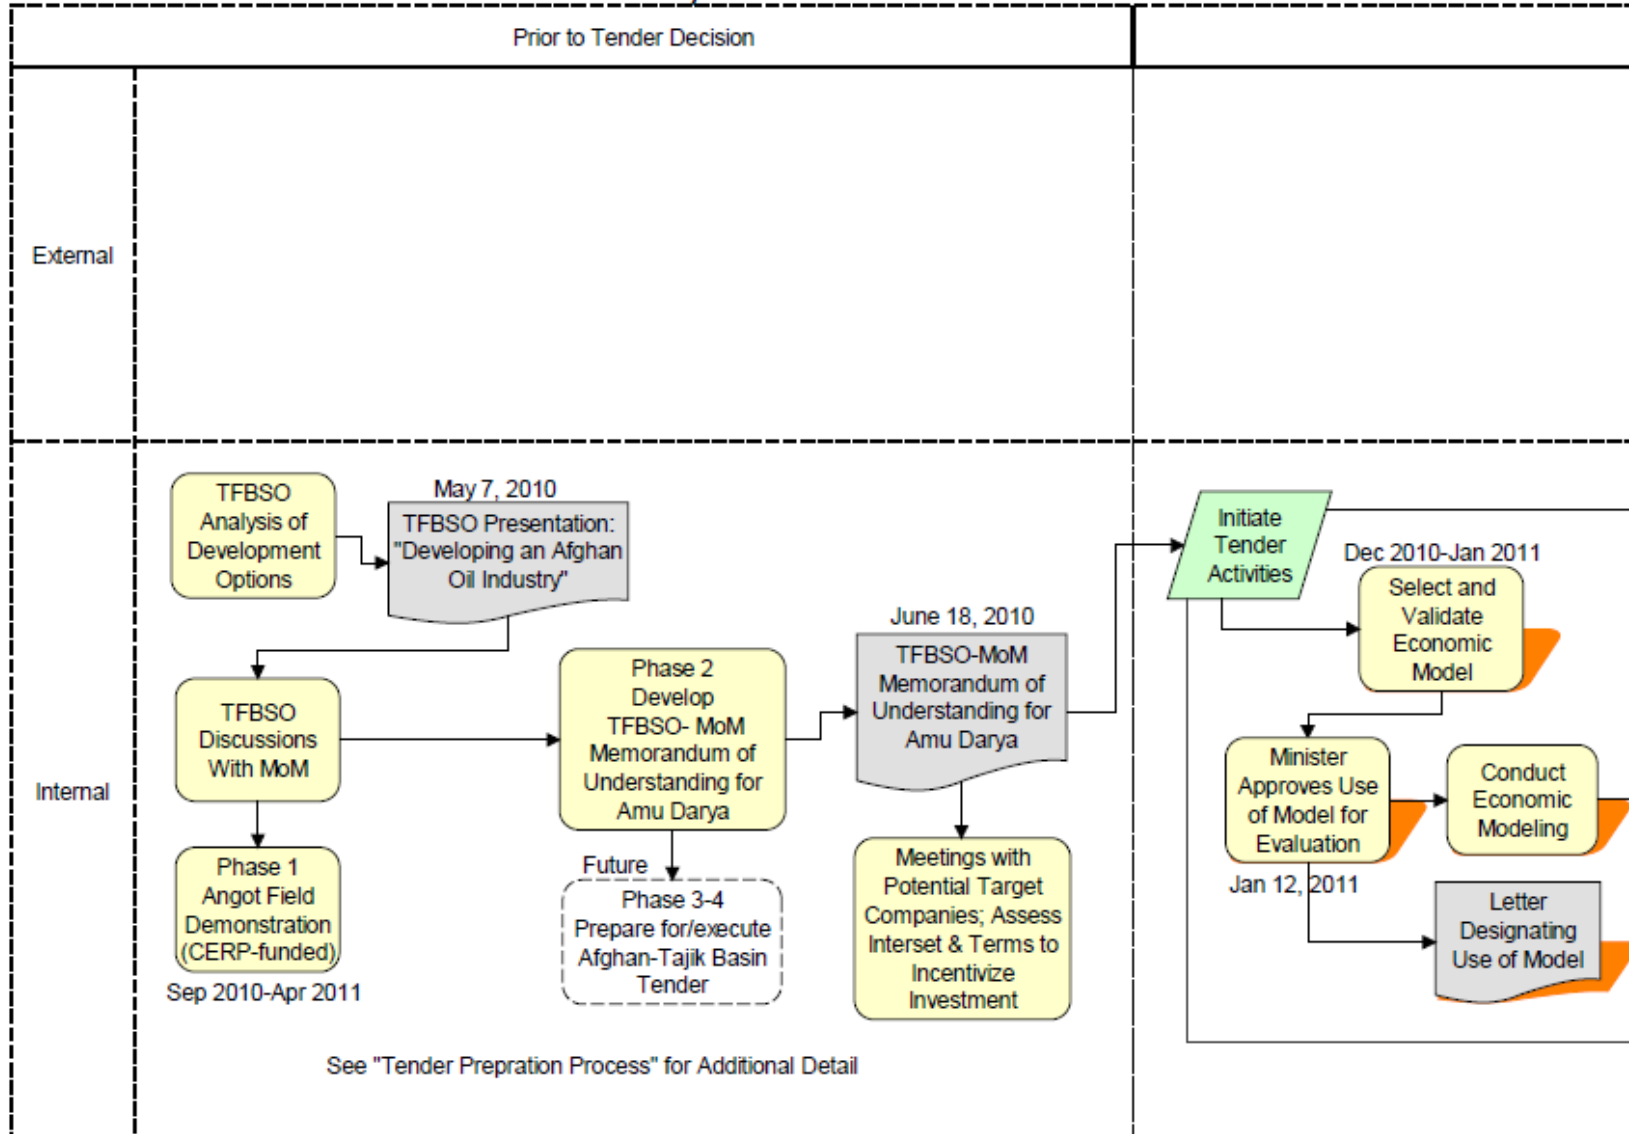 Prior to Tender Decision
External
Internal
TFBSO
Analysis of
Development
Options
May 7, 2010
TFBSO Presentation:
"Developing an Afghan
Oil Industry"
TFBSO
Discussions
With MoM
Phase 1
Angot Field
Demonstration
(CERP-funded)
Sep 2010-Apr 2011
Phase 2
Develop
TFBSO- MoM
Memorandum of
Understanding for
Amu Darya
Future
Phase 3-4
Prepare for/execute
Afghan-Tajik Basin
Tender
June 18, 2010
TFBSO-MoM
Memorandum of
Understanding for
Amu Darya
Meetings with
Potential Target
Companies; Assess
Interset & Terms to
Incentivize
Investment
See "Tender Prepration Process" for Additional Detail
Initiate
Tender
Activities
Dec 2010-Jan 2011
Select and
Validate
Economic
Model
Minister
Approves Use
of Model for
Evaluation
Jan 12, 2011
Conduct
Economic
Modeling
Letter
Designating
Use of Model